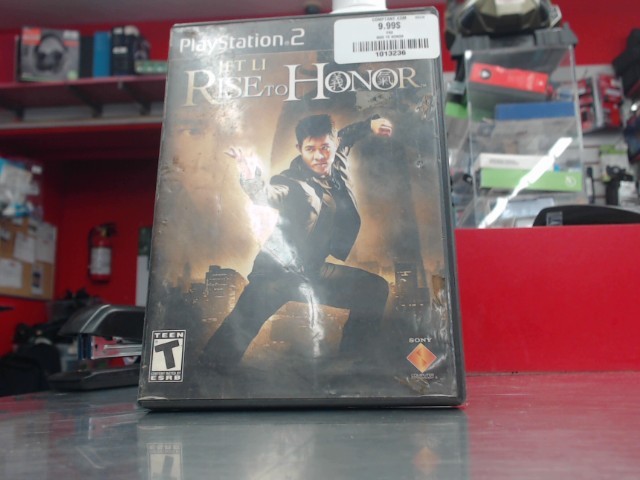 PlayStation 2
9.99$
1013236
JET LI
RISE TO HONOR
TEEN
T
ESRB
SONY